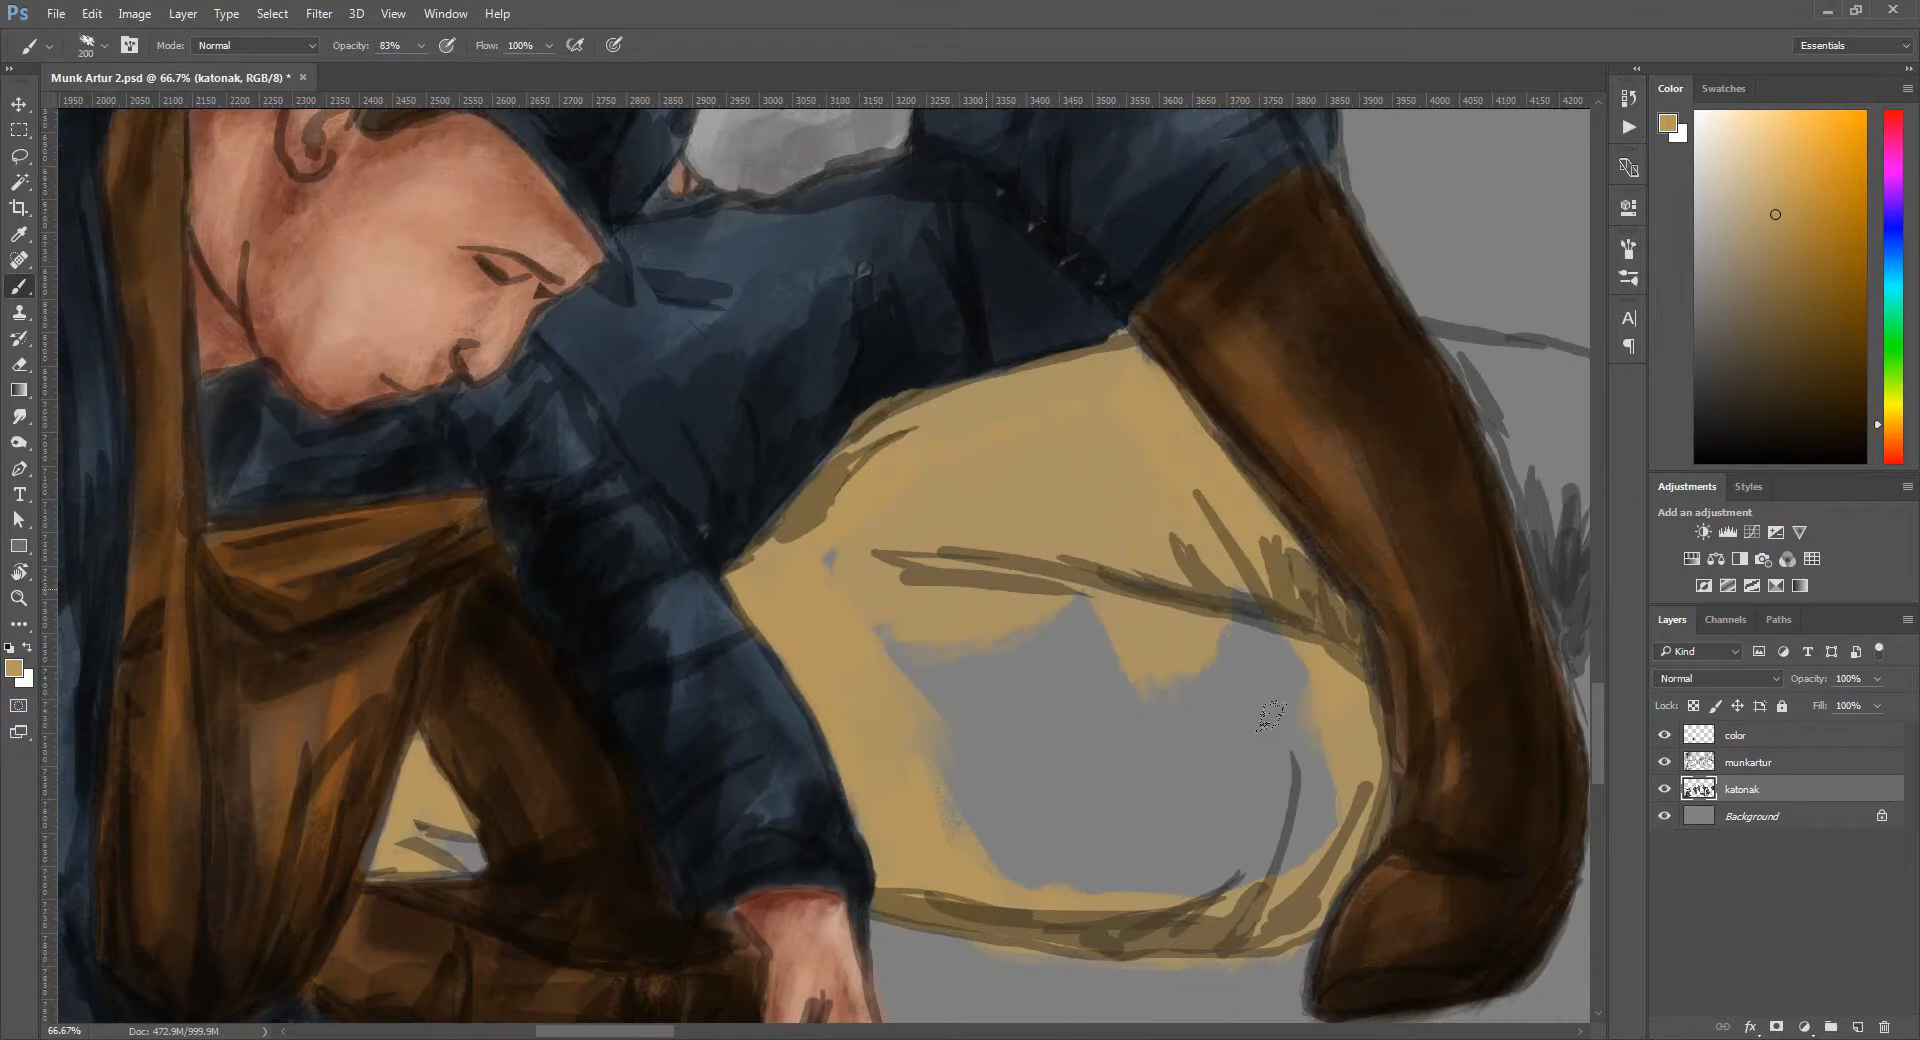 Ps File Edit Image Layer Type Select Filter 3D View Window Help
200 Mode: Normal Opacity: 83% Flow: 100% Essentials
Munk Artur 2.psd @ 66.7% (katonak, RGB/8) * ×
1950 2000 2050 2100 2150 2200 2250 2300 2350 2400 2450 2500 2550 2600 2650 2700 2750 2800 2850 2900 2950 3000 3050 3100 3150 3200 3250 3300 3350 3400 3450 3500 3550 3600 3650 3700 3750 3800 3850 3900 3950 4000 4050 4100 4150 4200
Color Swatches
Adjustments Styles
Add an adjustment
Layers Channels Paths
Kind
Normal Opacity: 100%
Lock: Fill: 100%
color
munkartur
katonak
Background
66.67% Doc: 472.9M/999.9M